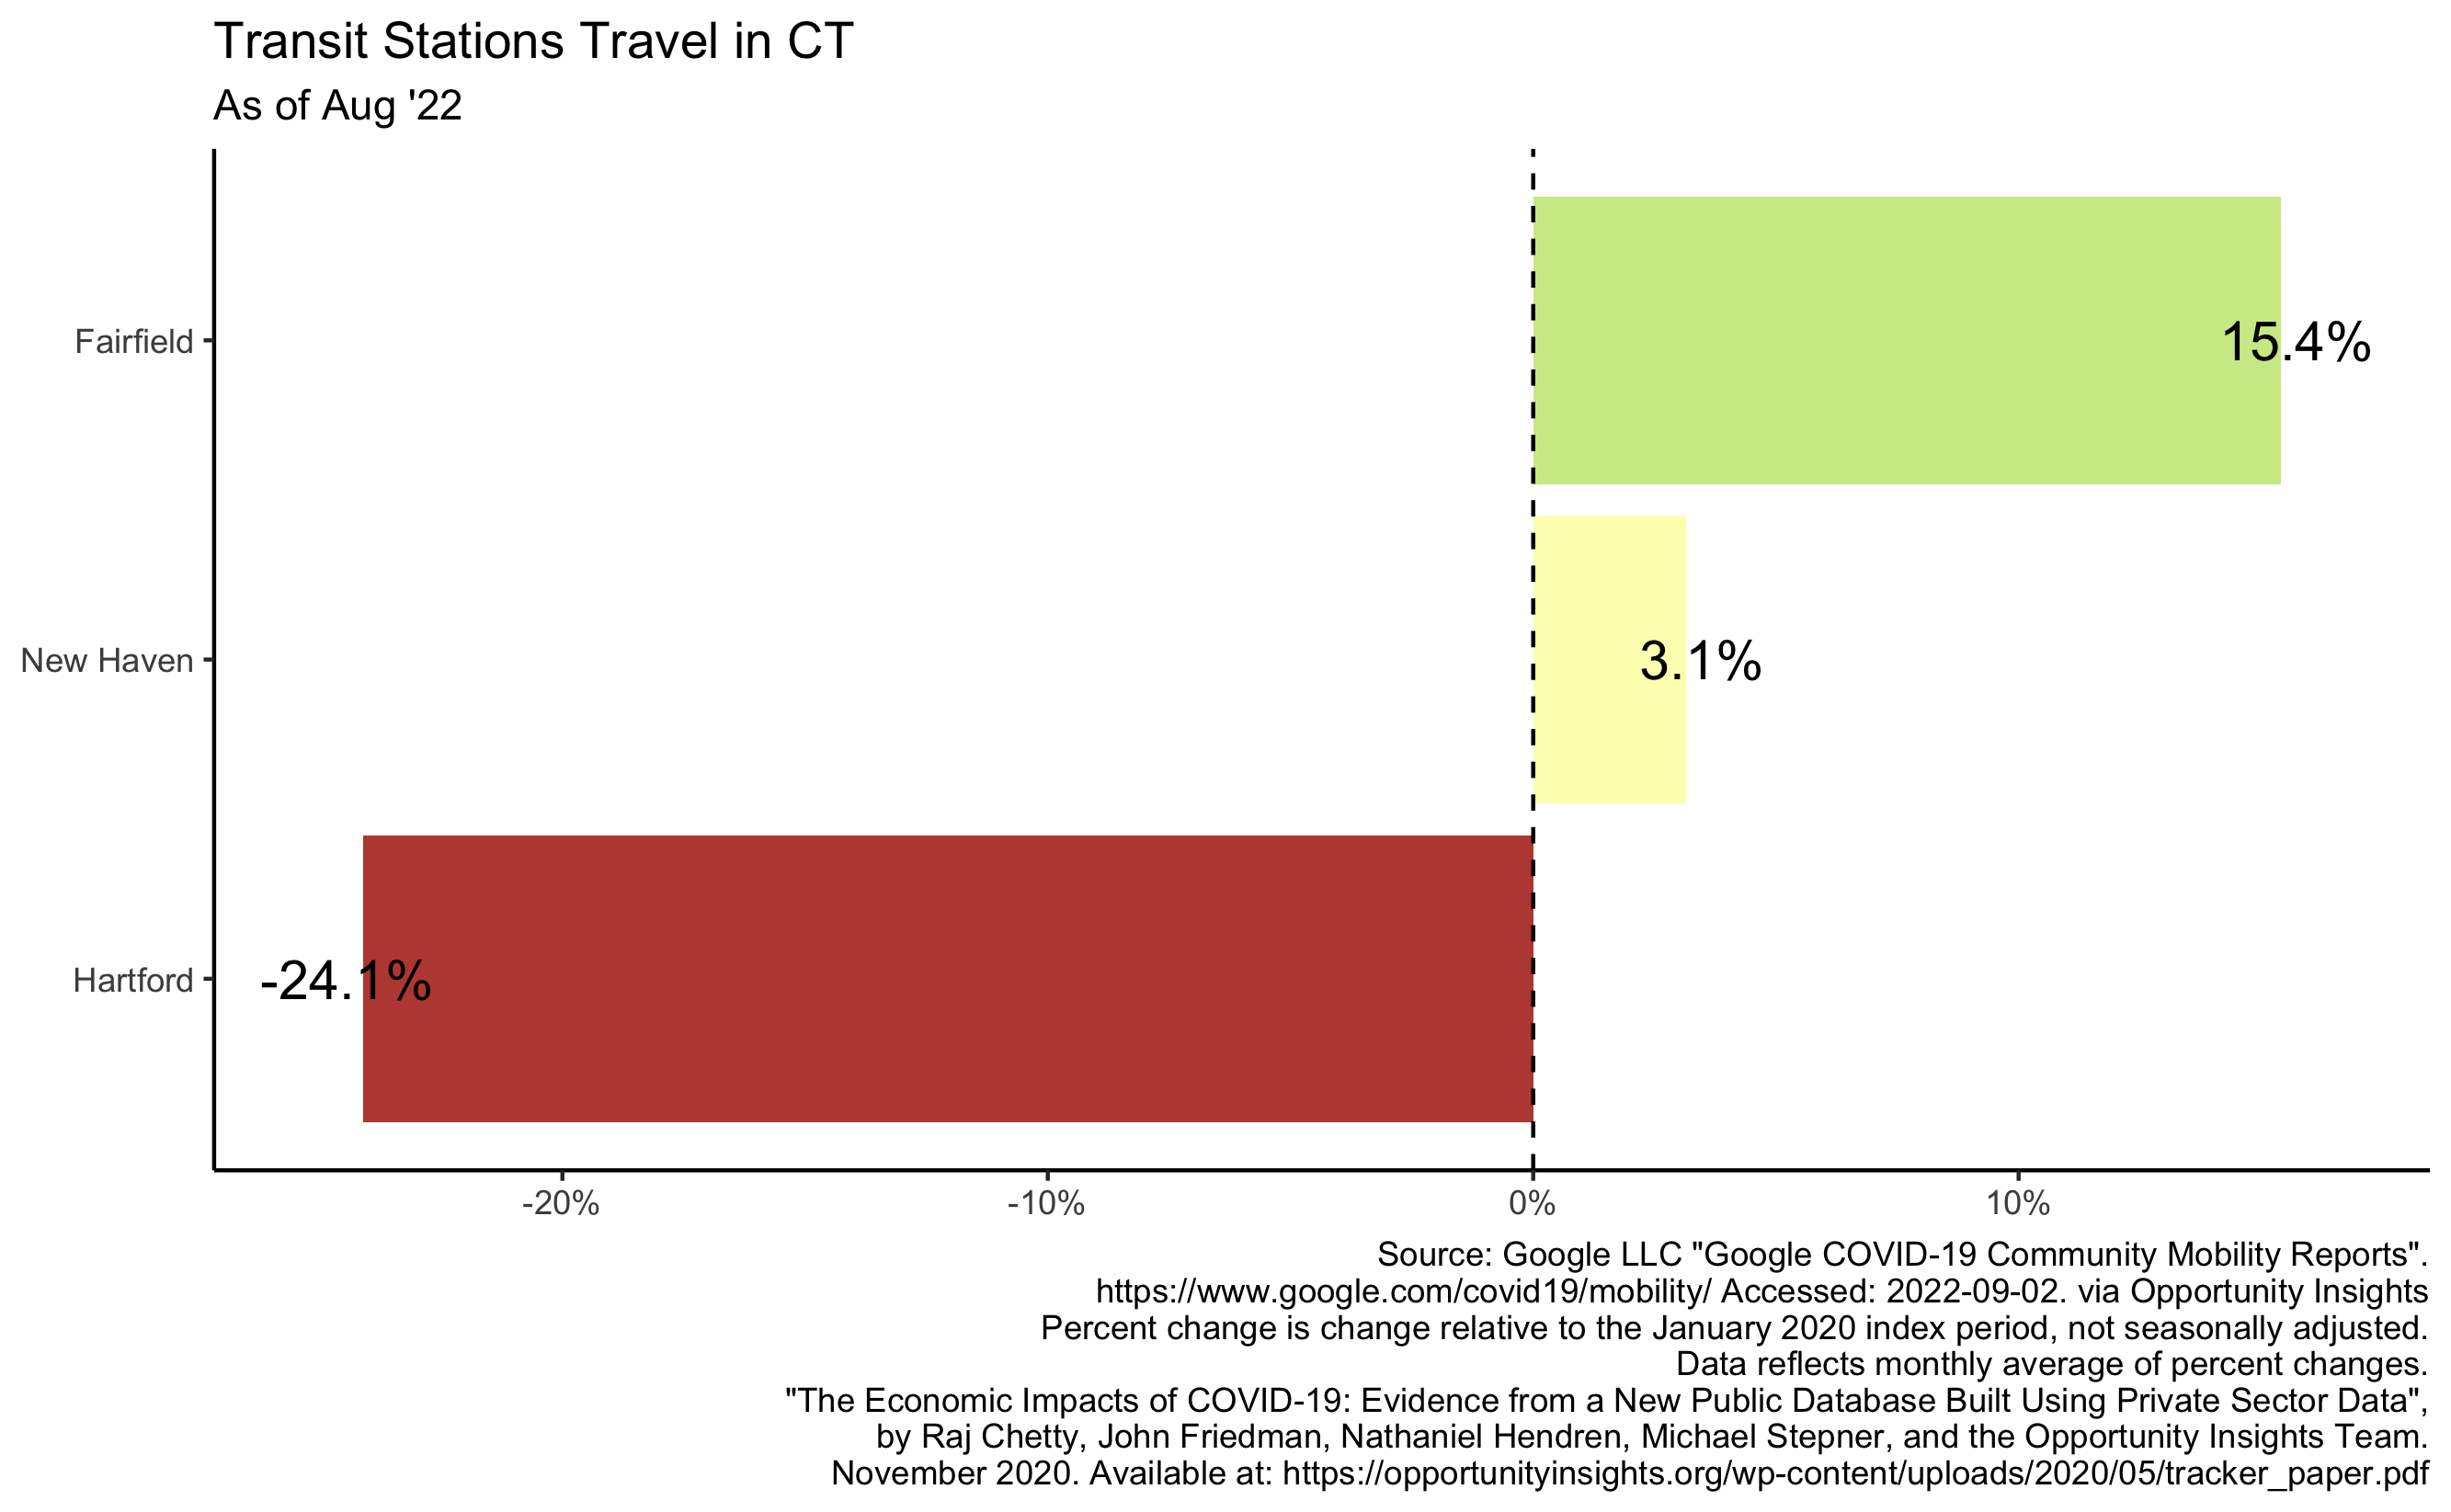 Transit Stations Travel in CT
As of Aug '22
Fairfield
15.4%
New Haven
3.1%
Hartford
-24.1%
-20%
-10%
0%
10%
Source: Google LLC "Google COVID-19 Community Mobility Reports".
https://www.google.com/covid19/mobility/ Accessed: 2022-09-02. via Opportunity Insights
Percent change is change relative to the January 2020 index period, not seasonally adjusted.
Data reflects monthly average of percent changes.
"The Economic Impacts of COVID-19: Evidence from a New Public Database Built Using Private Sector Data",
by Raj Chetty, John Friedman, Nathaniel Hendren, Michael Stepner, and the Opportunity Insights Team.
November 2020. Available at: https://opportunityinsights.org/wp-content/uploads/2020/05/tracker_paper.pdf